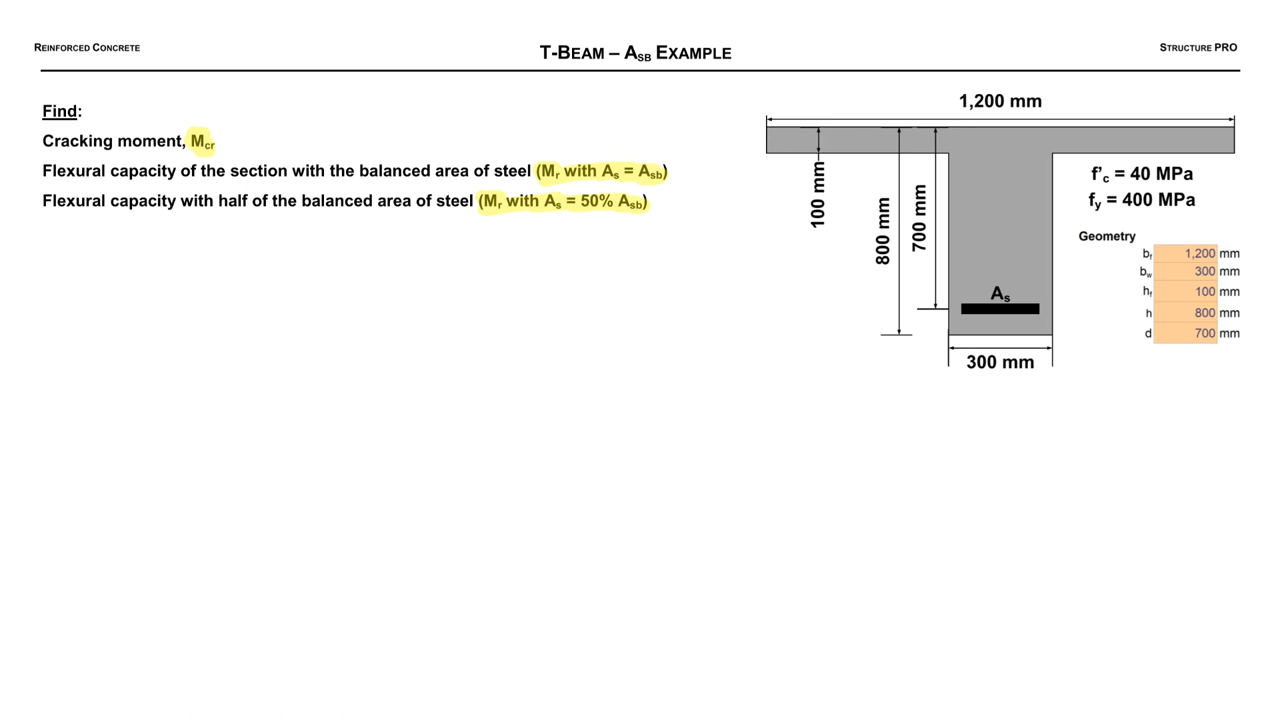 REINFORCED CONCRETE
T-BEAM – ASB EXAMPLE
STRUCTURE PRO
Find:
Cracking moment, Mcr
Flexural capacity of the section with the balanced area of steel (Mr with As = Asb)
Flexural capacity with half of the balanced area of steel (Mr with As = 50% Asb)
1,200 mm
100 mm
800 mm
700 mm
As
300 mm
f'c = 40 MPa
fy = 400 MPa
Geometry
bf 1,200 mm
bw 300 mm
hf 100 mm
h 800 mm
d 700 mm